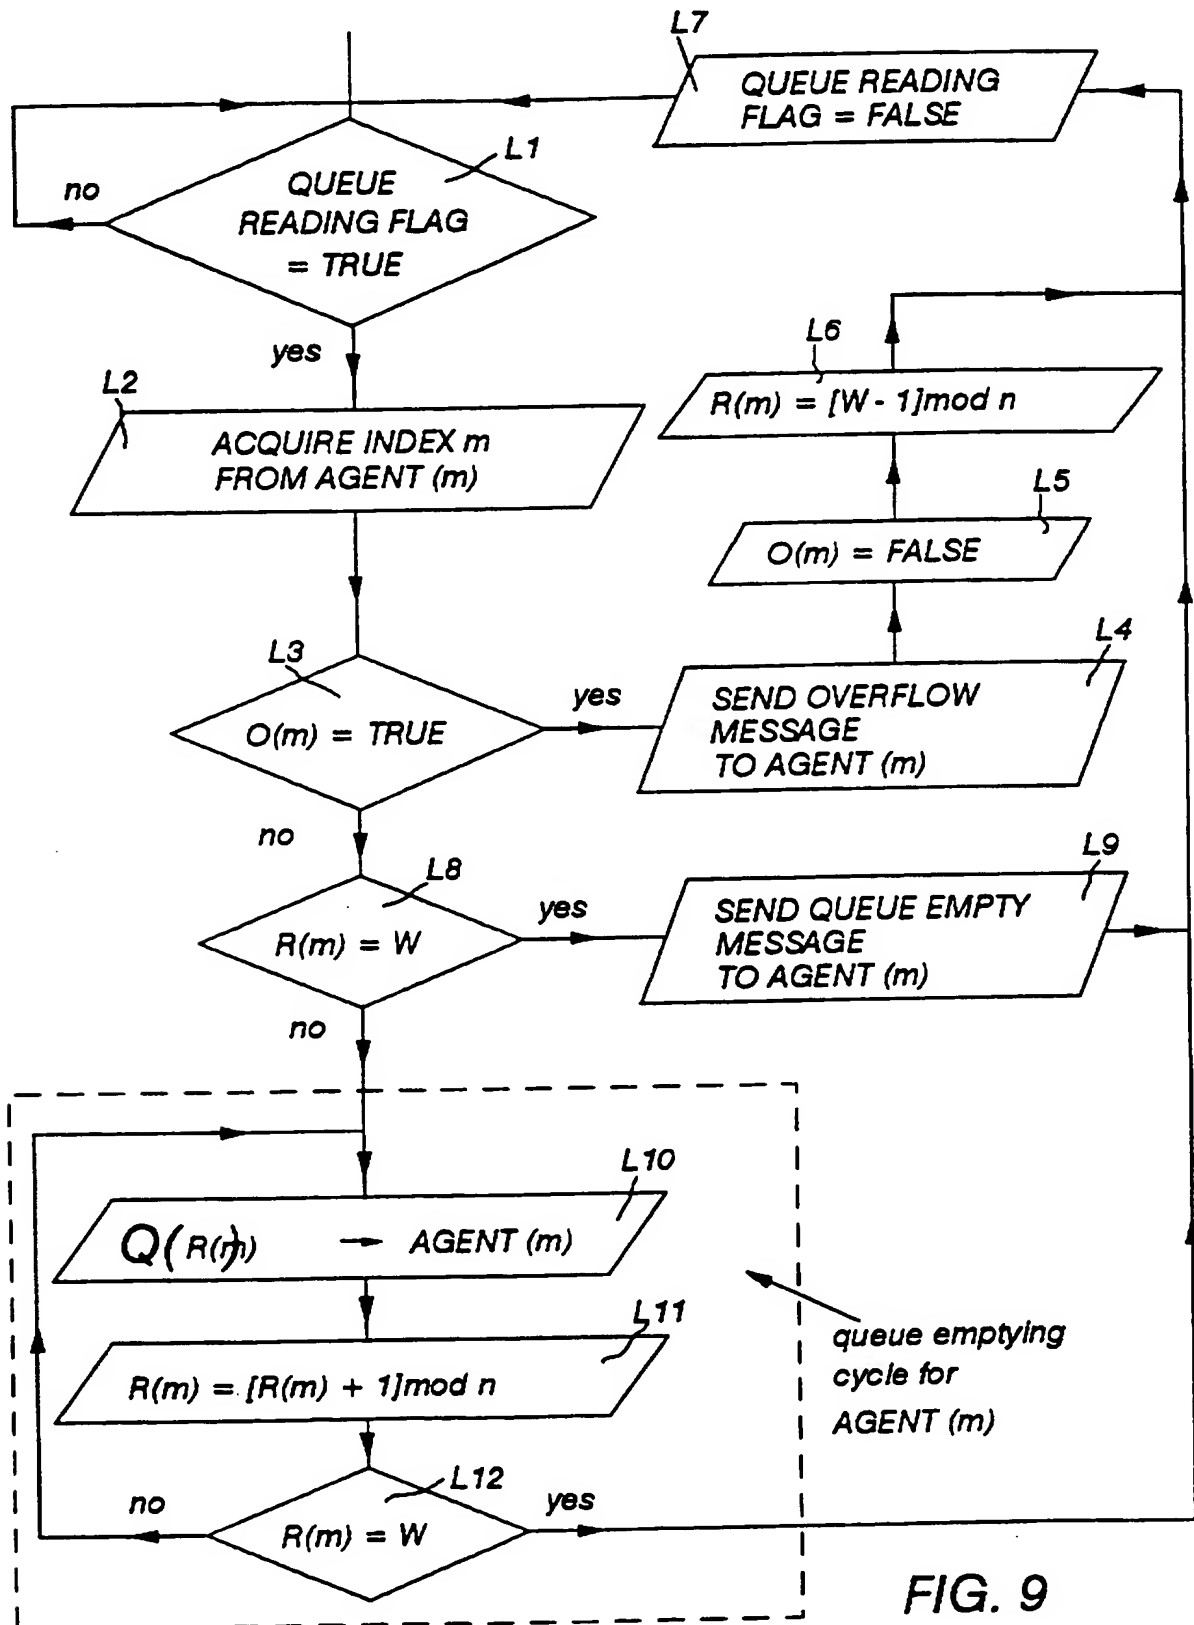 L7
QUEUE READING
FLAG = FALSE
L1
no
QUEUE
READING FLAG
= TRUE
yes
L6
R(m) = [W - 1]mod n
L2
ACQUIRE INDEX m
FROM AGENT (m)
L5
O(m) = FALSE
L3
O(m) = TRUE
yes
L4
SEND OVERFLOW
MESSAGE
TO AGENT (m)
no
L8
R(m) = W
yes
L9
SEND QUEUE EMPTY
MESSAGE
TO AGENT (m)
no
L10
Q(R(m)) → AGENT (m)
L11
R(m) = [R(m) + 1]mod n
queue emptying
cycle for
AGENT (m)
L12
no
R(m) = W
yes
FIG. 9